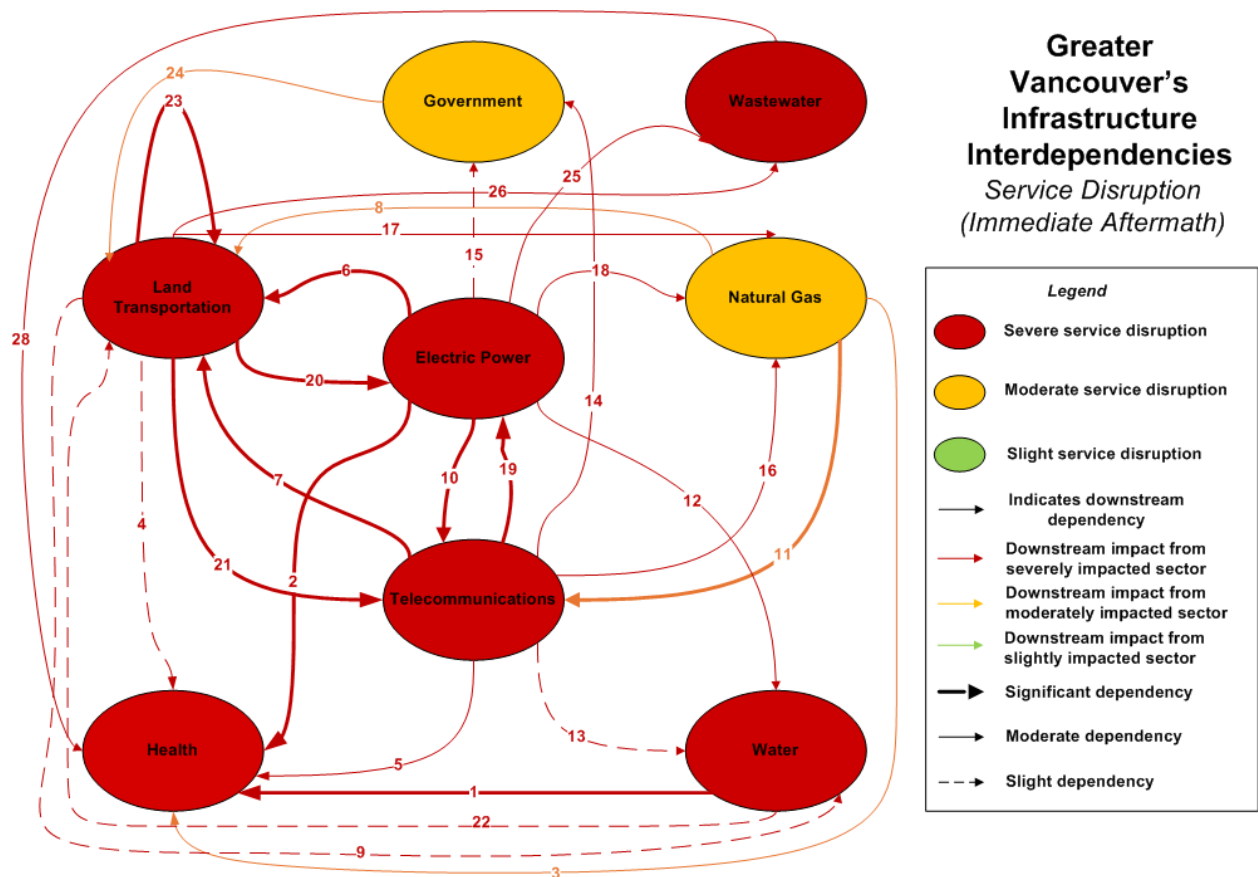 Greater
Vancouver's
Infrastructure
Interdependencies
Service Disruption
(Immediate Aftermath)
24
23
Government
Wastewater
25
26
8
17
15
18
6
Land
Transportation
Natural Gas
28
Electric Power
20
14
12
7
10
19
16
4
11
21
2
Telecommunications
13
Health
Water
5
1
22
9
3
Legend
Severe service disruption
Moderate service disruption
Slight service disruption
Indicates downstream
dependency
Downstream impact from
severely impacted sector
Downstream impact from
moderately impacted sector
Downstream impact from
slightly impacted sector
Significant dependency
Moderate dependency
Slight dependency